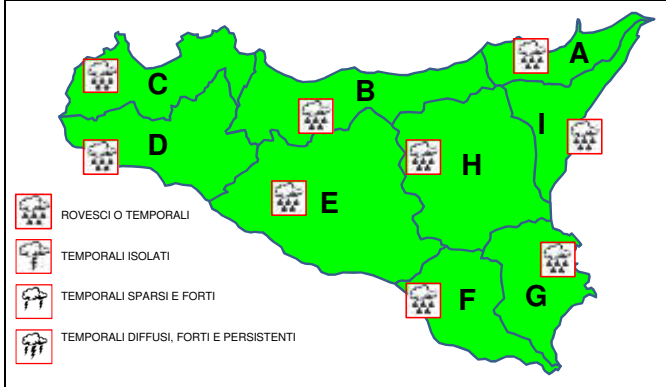 A
B
C
I
D
H
E
ROVESCI O TEMPORALI
TEMPORALI ISOLATI
F
G
TEMPORALI SPARSI E FORTI
TEMPORALI DIFFUSI, FORTI E PERSISTENTI